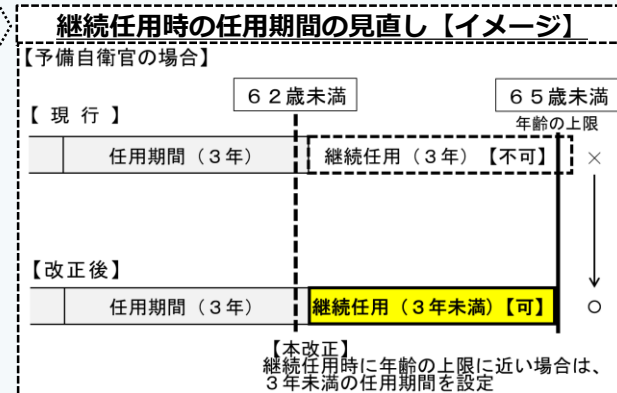 継続任用時の任用期間の見直し【イメージ】
【予備自衛官の場合】
６２歳未満
６５歳未満
年齢の上限
【 現 行 】
任用期間（３年）
継続任用（３年）【不可】
×
【改正後】
任用期間（３年）
継続任用（３年未満）【可】
○
【本改正】
継続任用時に年齢の上限に近い場合は、
３年未満の任用期間を設定